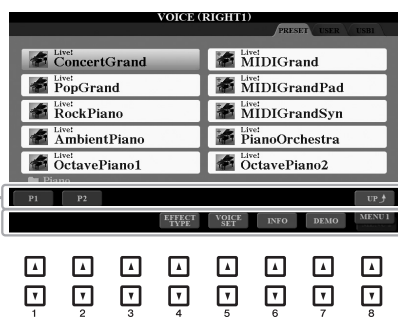 VOICE (RIGHT1)
PRESET USER USB1
Live!
ConcertGrand
Live!
MIDIGrand
Live!
PopGrand
Live!
MIDIGrandPad
Live!
RockPiano
Live!
MIDIGrandSyn
Live!
AmbientPiano
Live!
PianoOrchestra
Live!
OctavePiano1
Live!
OctavePiano2
Piano
P1 P2 UP
EFFECT TYPE VOICE SET INFO DEMO MENU 1
1 2 3 4 5 6 7 8